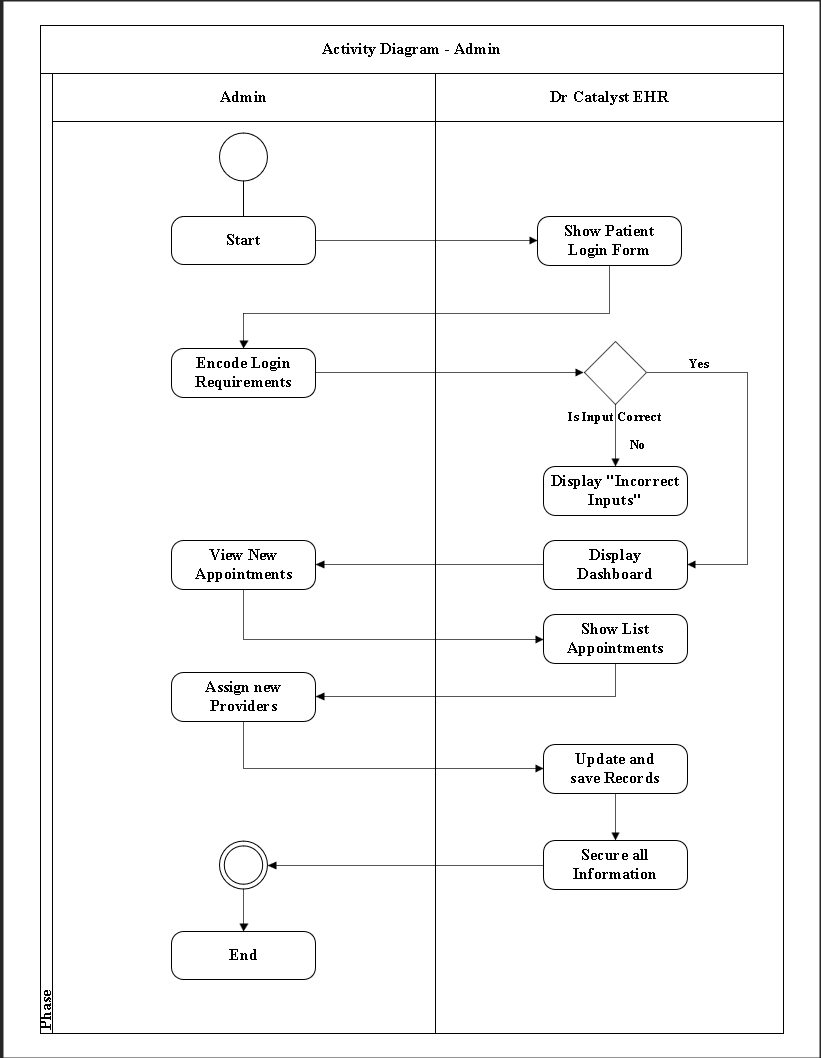 Activity Diagram - Admin
Admin
Dr Catalyst EHR
Start
Show Patient
Login Form
Encode Login
Requirements
Yes
Is Input Correct
No
Display "Incorrect
Inputs"
View New
Appointments
Display
Dashboard
Show List
Appointments
Assign new
Providers
Update and
save Records
Secure all
Information
End
Phase